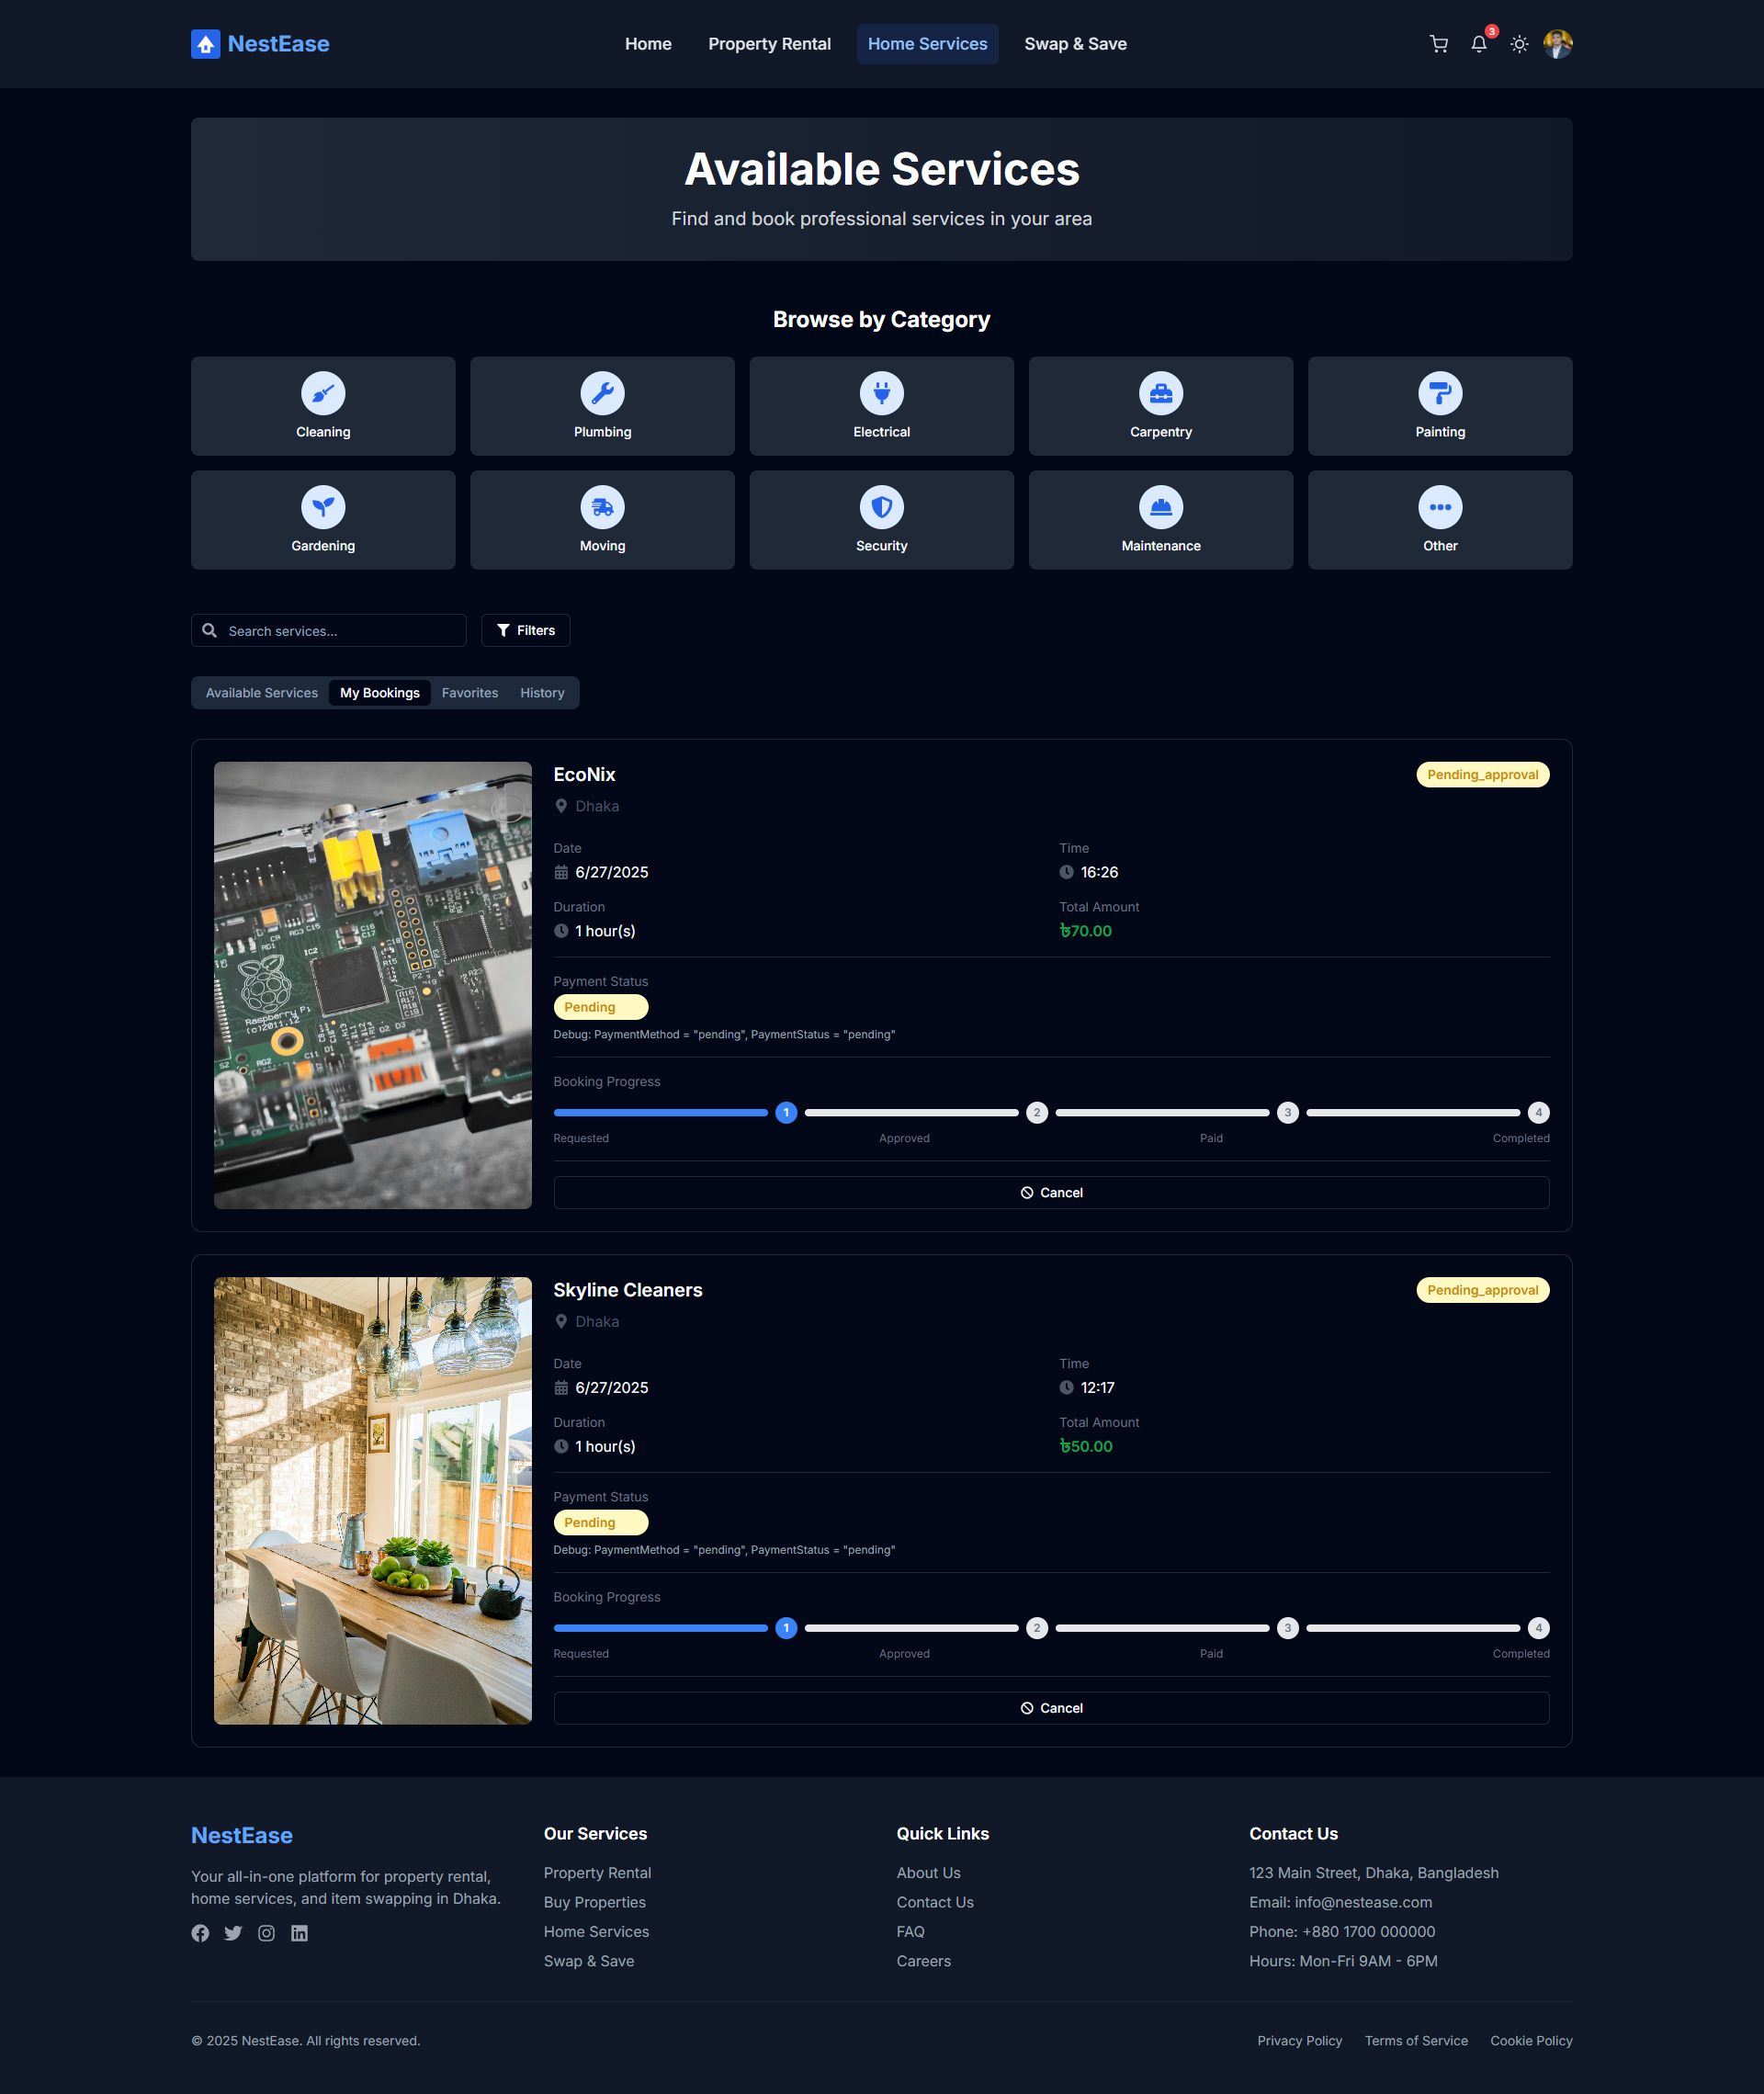 NestEase
Home
Property Rental
Home Services
Swap & Save
3
Available Services
Find and book professional services in your area
Browse by Category
Cleaning
Plumbing
Electrical
Carpentry
Painting
Gardening
Moving
Security
Maintenance
Other
Search services...
Filters
Available Services
My Bookings
Favorites
History
EcoNix
Pending_approval
Dhaka
Date
Time
6/27/2025
16:26
Duration
Total Amount
1 hour(s)
৳70.00
Payment Status
Pending
Debug: PaymentMethod = "pending", PaymentStatus = "pending"
Booking Progress
1
2
3
4
Requested
Approved
Paid
Completed
Cancel
Raspberry Pi
(c)2011.12
IC2
Skyline Cleaners
Pending_approval
Dhaka
Date
Time
6/27/2025
12:17
Duration
Total Amount
1 hour(s)
৳50.00
Payment Status
Pending
Debug: PaymentMethod = "pending", PaymentStatus = "pending"
Booking Progress
1
2
3
4
Requested
Approved
Paid
Completed
Cancel
NestEase
Your all-in-one platform for property rental,
home services, and item swapping in Dhaka.
Our Services
Property Rental
Buy Properties
Home Services
Swap & Save
Quick Links
About Us
Contact Us
FAQ
Careers
Contact Us
123 Main Street, Dhaka, Bangladesh
Email: info@nestease.com
Phone: +880 1700 000000
Hours: Mon-Fri 9AM - 6PM
© 2025 NestEase. All rights reserved.
Privacy Policy
Terms of Service
Cookie Policy